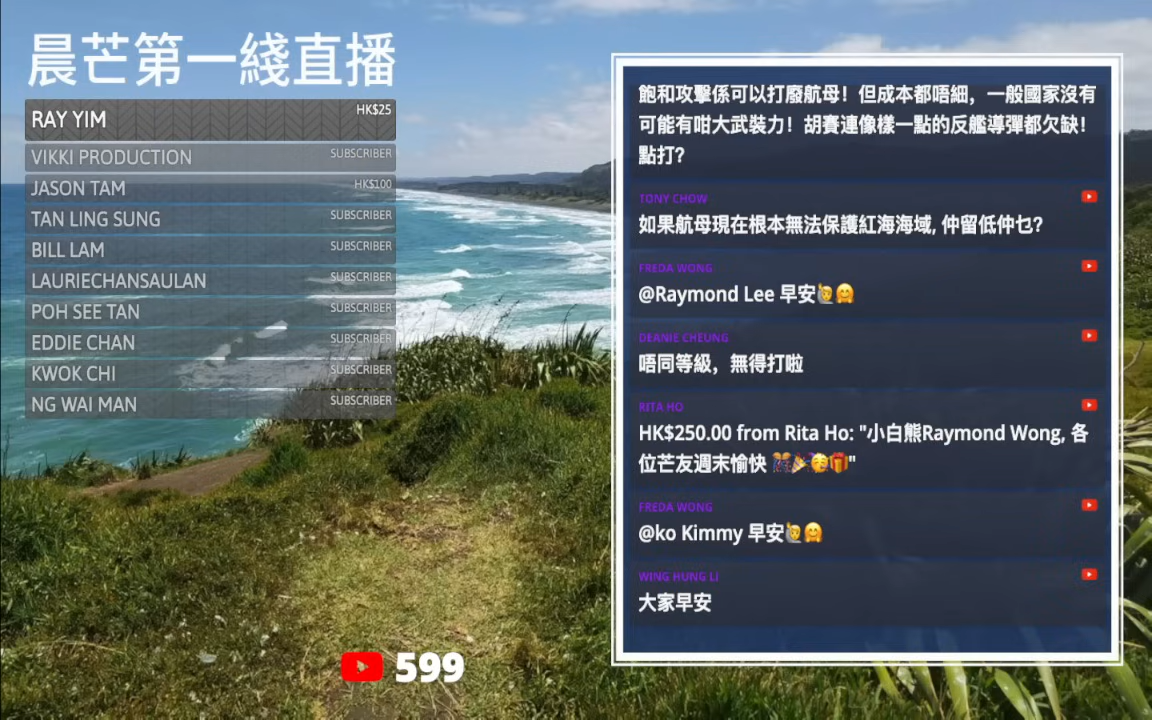 晨芒第一綫直播
RAY YIM HK$25
VIKKI PRODUCTION SUBSCRIBER
JASON TAM HK$100
TAN LING SUNG SUBSCRIBER
BILL LAM SUBSCRIBER
LAURIECHANSAULAN SUBSCRIBER
POH SEE TAN SUBSCRIBER
EDDIE CHAN SUBSCRIBER
KWOK CHI SUBSCRIBER
NG WAI MAN SUBSCRIBER
飽和攻擊係可以打廢航母！但成本都唔細，一般國家沒有
可能有咁大武裝力！胡賽連像樣一點的反艦導彈都欠缺！
點打?
TONY CHOW
如果航母現在根本無法保護紅海海域, 仲留低仲乜?
FREDA WONG
@Raymond Lee 早安🙋‍♂️🤗
DEANIE CHEUNG
唔同等級，無得打啦
RITA HO
HK$250.00 from Rita Ho: "小白熊Raymond Wong, 各
位芒友週末愉快 🎊🎉🥳🎁"
FREDA WONG
@ko Kimmy 早安🙋‍♂️🤗
WING HUNG LI
大家早安
599